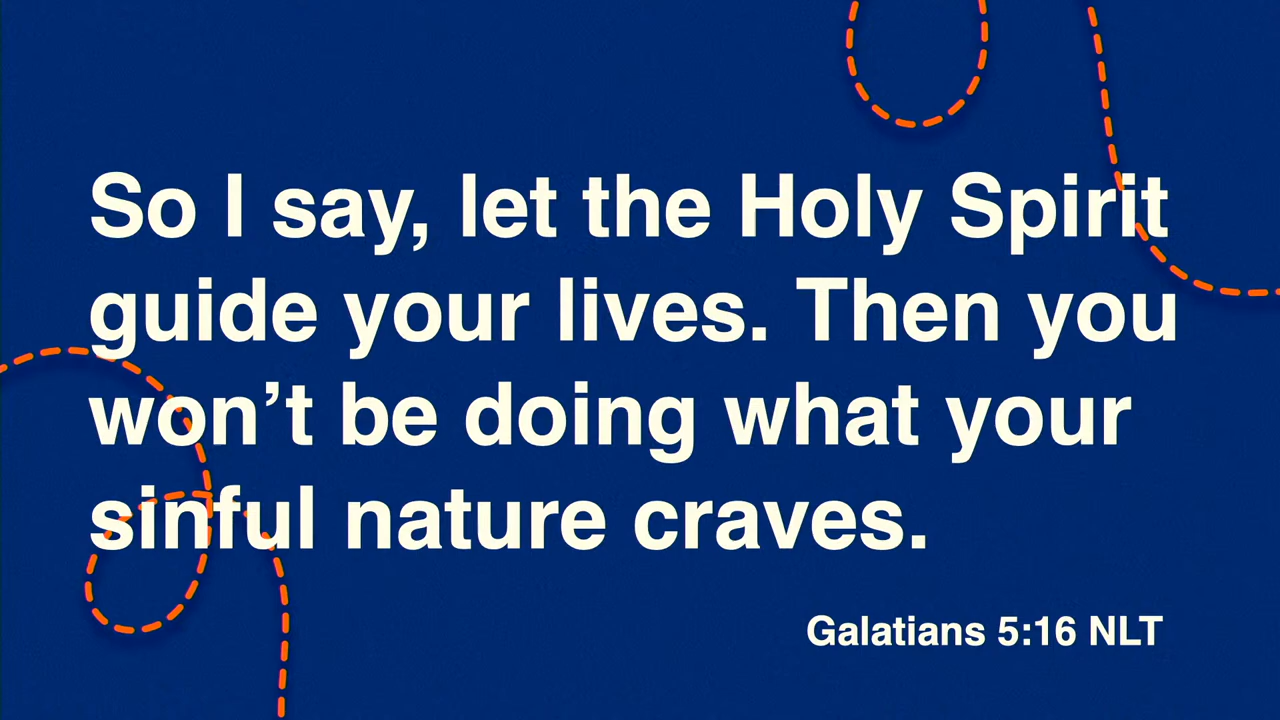 So I say, let the Holy Spirit
guide your lives. Then you
won’t be doing what your
sinful nature craves.
Galatians 5:16 NLT